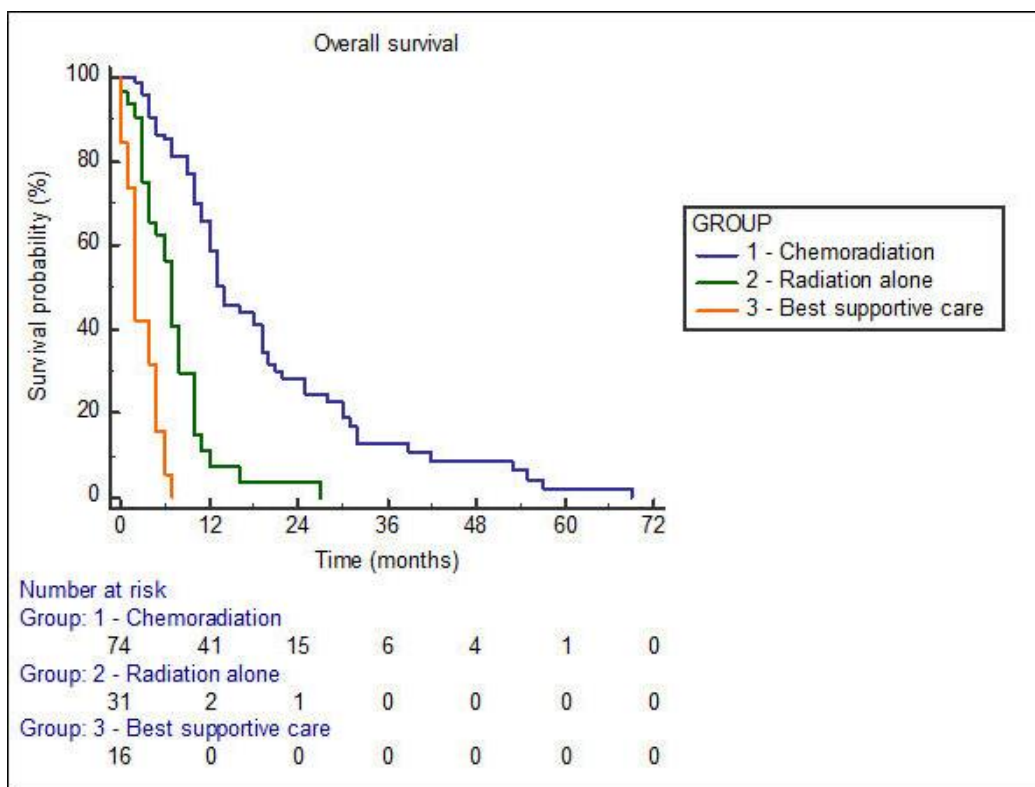 Overall survival
100
80
60
40
20
0
Survival probability (%)
0 12 24 36 48 60 72
Time (months)
GROUP
1 - Chemoradiation
2 - Radiation alone
3 - Best supportive care
Number at risk
Group: 1 - Chemoradiation
74 41 15 6 4 1 0
Group: 2 - Radiation alone
31 2 1 0 0 0 0
Group: 3 - Best supportive care
16 0 0 0 0 0 0